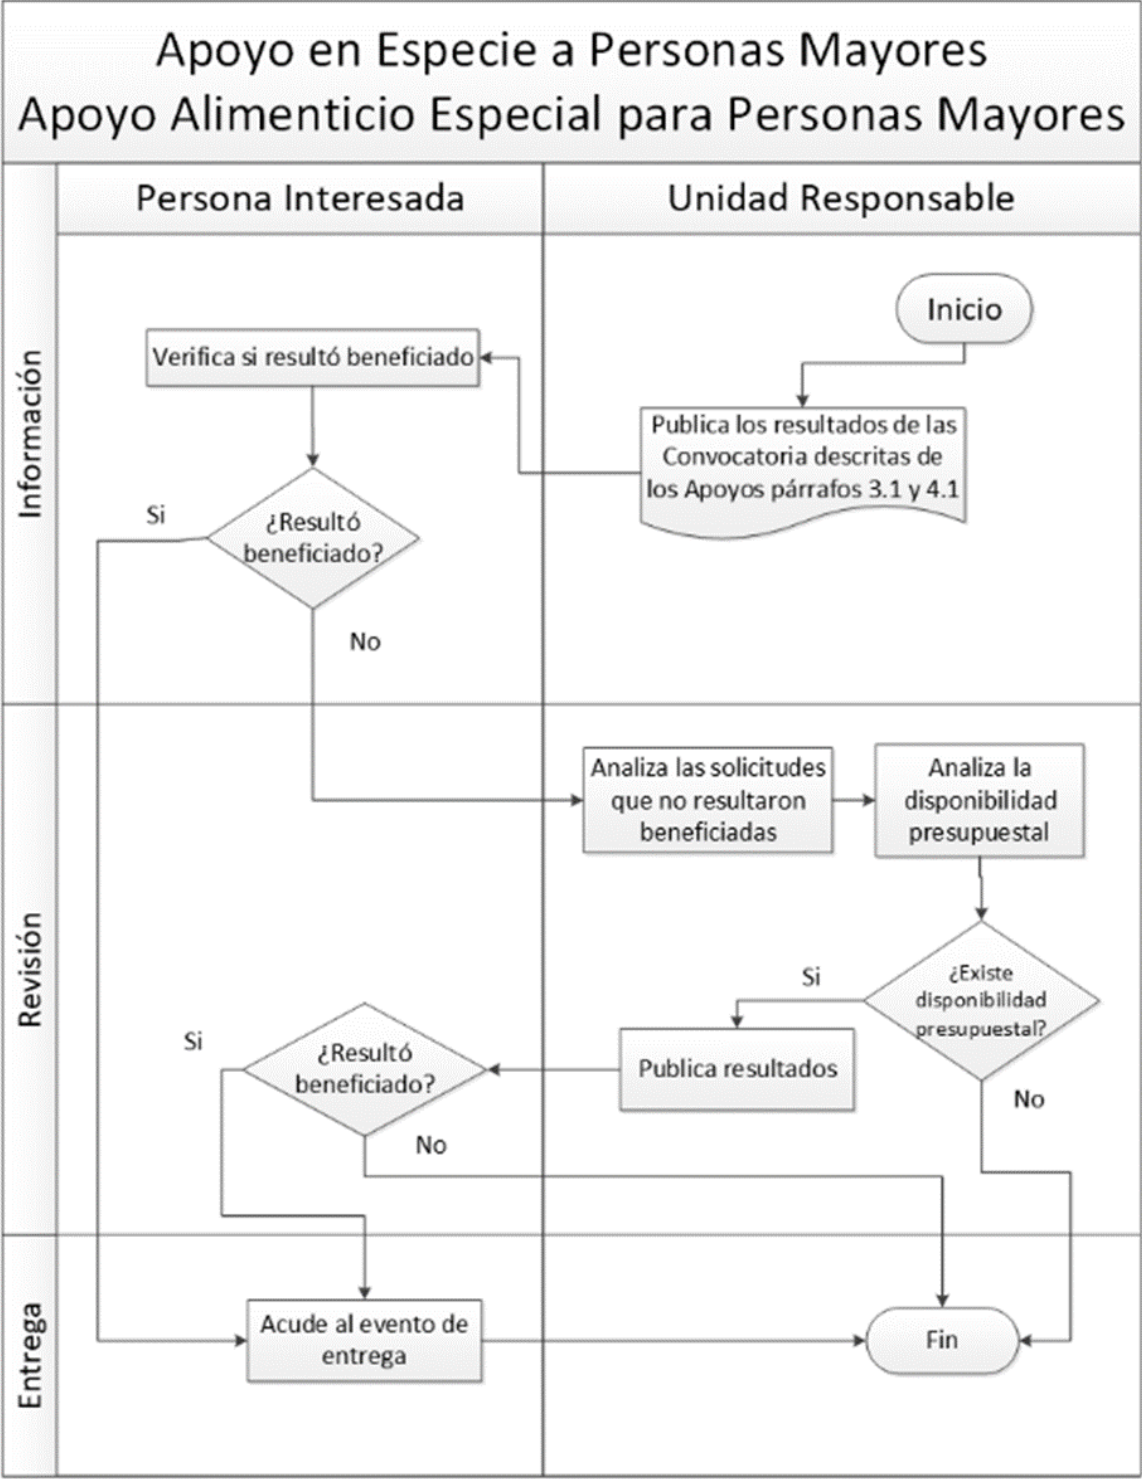 Apoyo en Especie a Personas Mayores
Apoyo Alimenticio Especial para Personas Mayores
Persona Interesada
Unidad Responsable
Información
Inicio
Publica los resultados de las
Convocatoria descritas de
los Apoyos párrafos 3.1 y 4.1
Verifica si resultó beneficiado
¿Resultó
beneficiado?
Si
No
Revisión
Analiza las solicitudes
que no resultaron
beneficiadas
Analiza la
disponibilidad
presupuestal
¿Existe
disponibilidad
presupuestal?
Si
No
Publica resultados
¿Resultó
beneficiado?
Si
No
Entrega
Acude al evento de
entrega
Fin